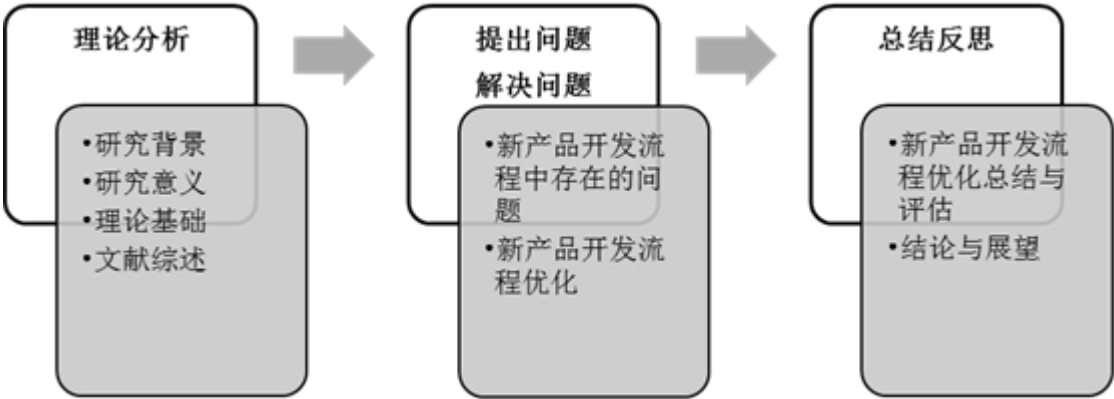 理论分析
•研究背景
•研究意义
•理论基础
•文献综述
提出问题
解决问题
•新产品开发流
程中存在的问
题
•新产品开发流
程优化
总结反思
•新产品开发流
程优化总结与
评估
•结论与展望